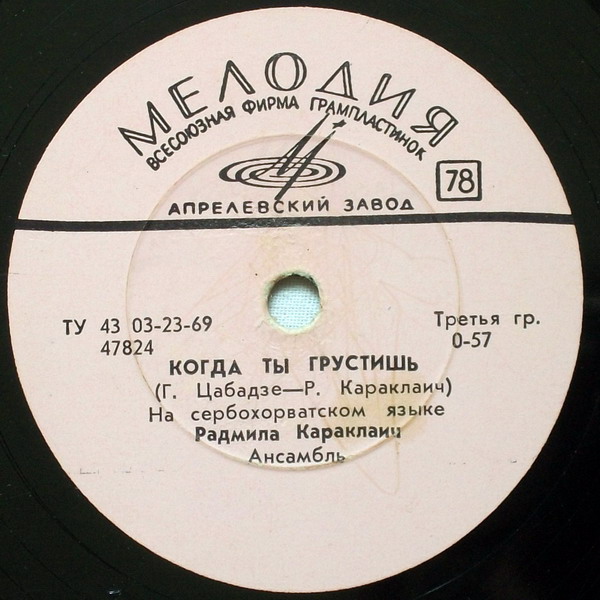 МЕЛОДИЯ
ВСЕСОЮЗНАЯ ФИРМА ГРАМПЛАСТИНОК
78
АПРЕЛЕВСКИЙ ЗАВОД
ТУ 43 03-23-69
47824
Третья гр.
0-57
КОГДА ТЫ ГРУСТИШЬ
(Г. Цабадзе—Р. Караклаич)
На сербохорватском языке
Радмила Караклаич
Ансамбль